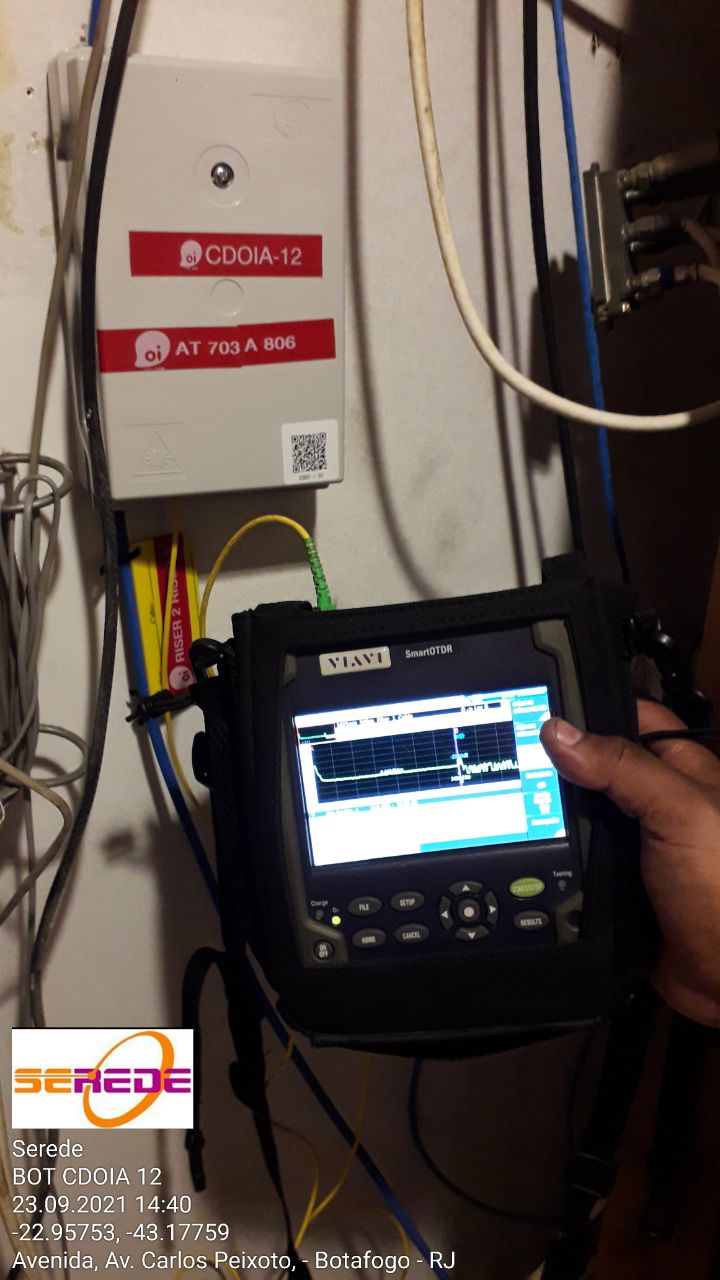 oi CDOIA-12
oi AT 703 A 806
RISER 2
VIAVI
SmartOTDR
Charge
On
Testing
FILE
SETUP
START/STOP
HOME
CANCEL
RESULTS
ON
OFF
SEREDE
Serede
BOT CDOIA 12
23.09.2021 14:40
-22.95753, -43.17759
Avenida, Av. Carlos Peixoto, - Botafogo - RJ